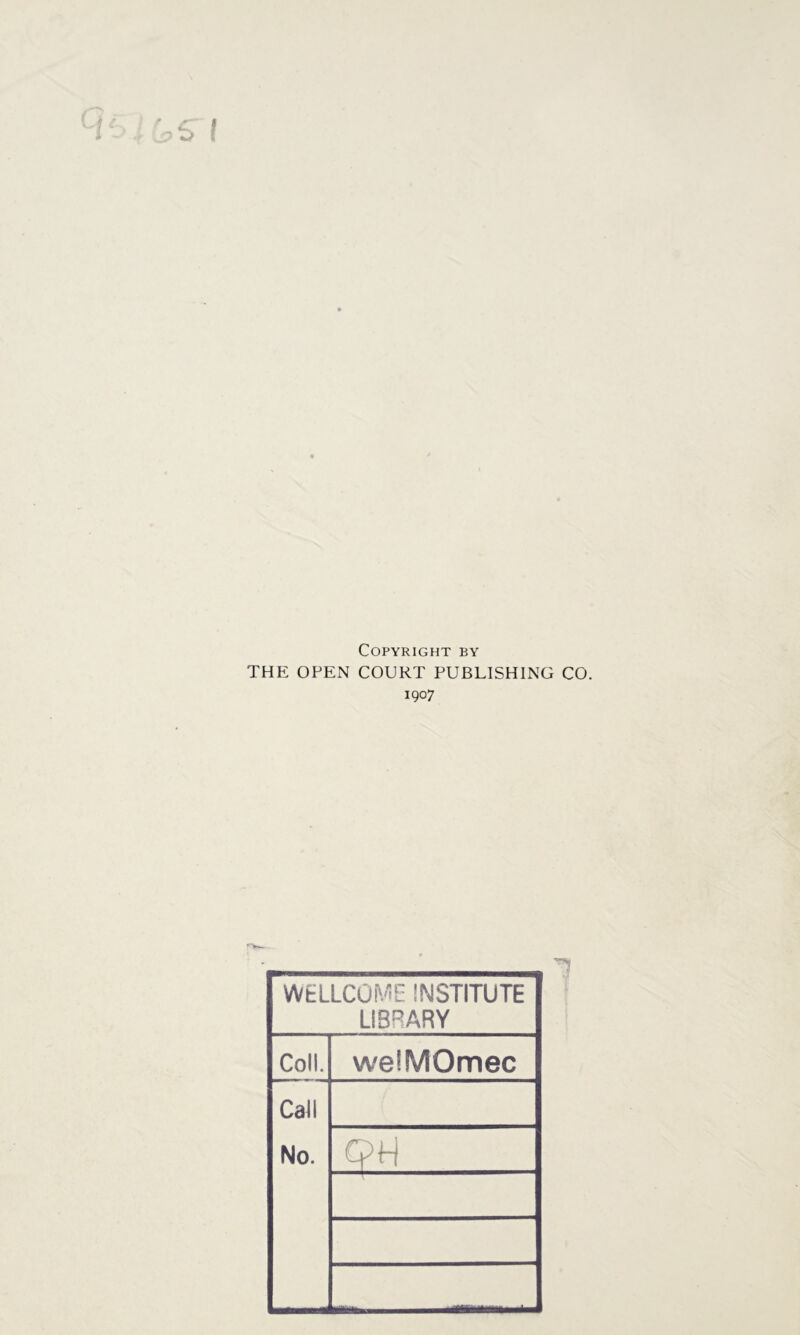 COPYRIGHT BY
THE OPEN COURT PUBLISHING CO.
1907
WELLCOME INSTITUTE
LIBRARY
Coll. welMOmec
Call
No. QH